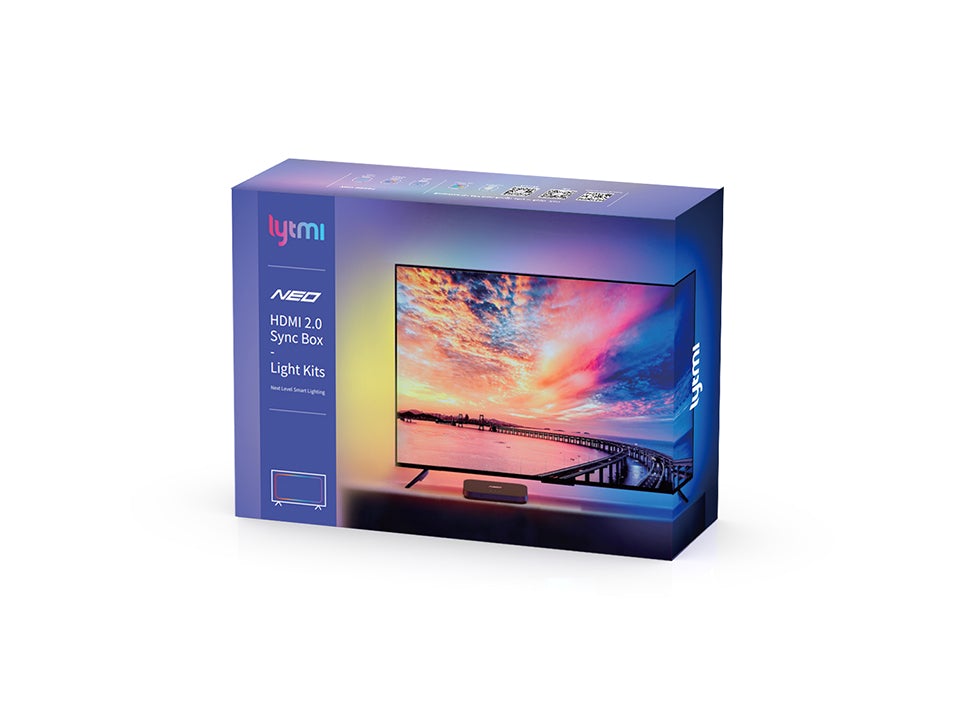 lytmi
NEO
HDMI 2.0
Sync Box
-
Light Kits
Next Level Smart Lighting
lytmi